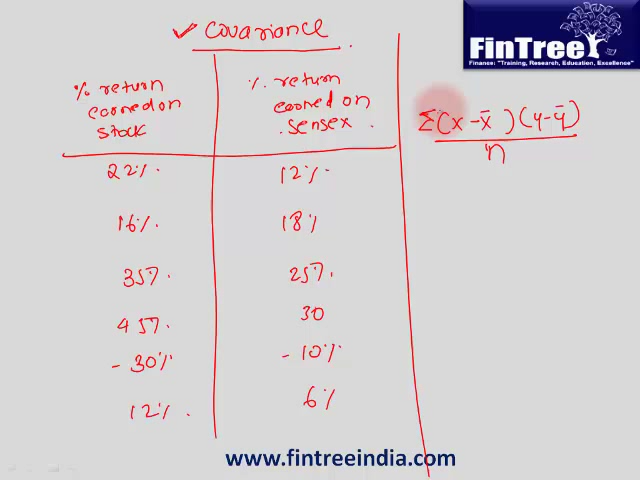 ✓ Covariance
% return earned on stock
% return earned on sensex
22% 12%
16% 18%
35% 25%
45% 30
-30% -10%
12% 6%
Σ(x-x̄)(y-ȳ)
n
FinTree
Finance: "Training, Research, Education, Excellence"
www.fintreeindia.com